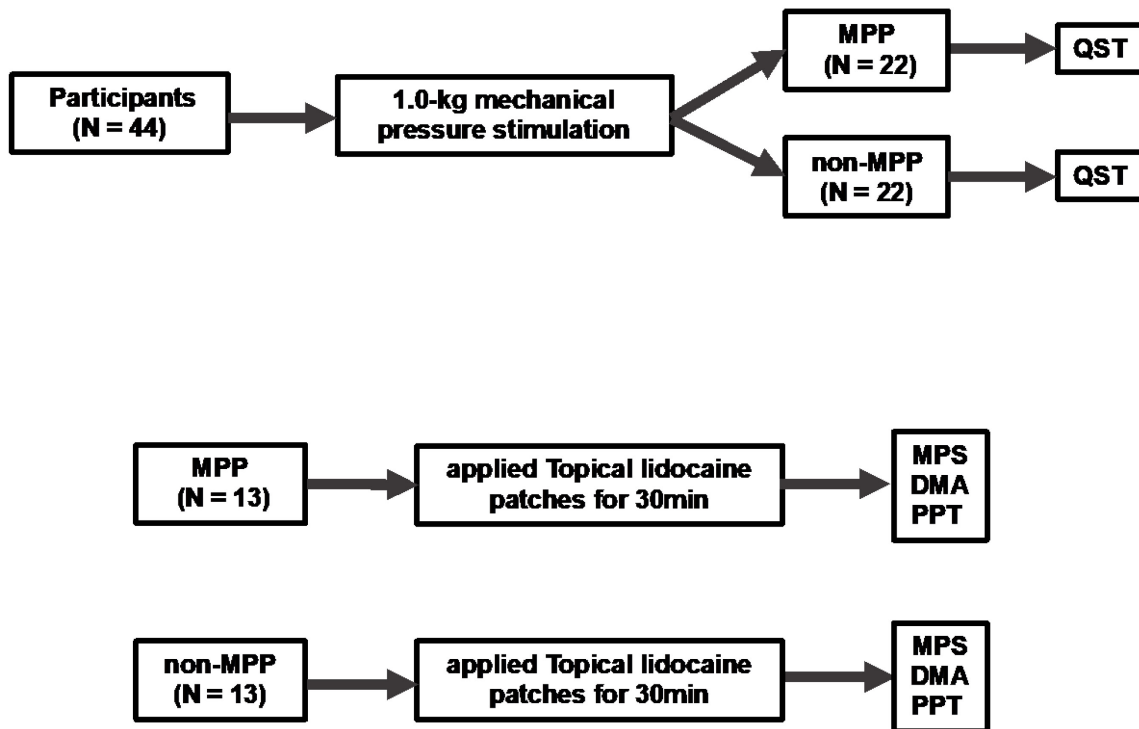 Participants
(N = 44)
1.0-kg mechanical
pressure stimulation
MPP
(N = 22)
QST
non-MPP
(N = 22)
QST
MPP
(N = 13)
applied Topical lidocaine
patches for 30min
MPS
DMA
PPT
non-MPP
(N = 13)
applied Topical lidocaine
patches for 30min
MPS
DMA
PPT